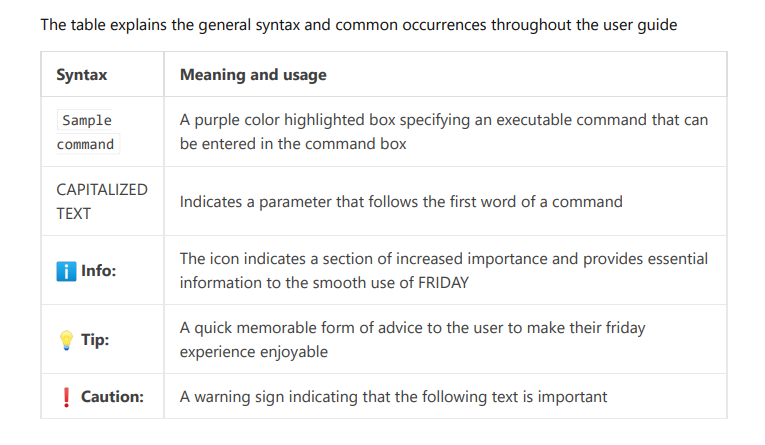 The table explains the general syntax and common occurrences throughout the user guide
Syntax
Meaning and usage
Sample
command
A purple color highlighted box specifying an executable command that can
be entered in the command box
CAPITALIZED
TEXT
Indicates a parameter that follows the first word of a command
Info:
The icon indicates a section of increased importance and provides essential
information to the smooth use of FRIDAY
Tip:
A quick memorable form of advice to the user to make their friday
experience enjoyable
Caution:
A warning sign indicating that the following text is important